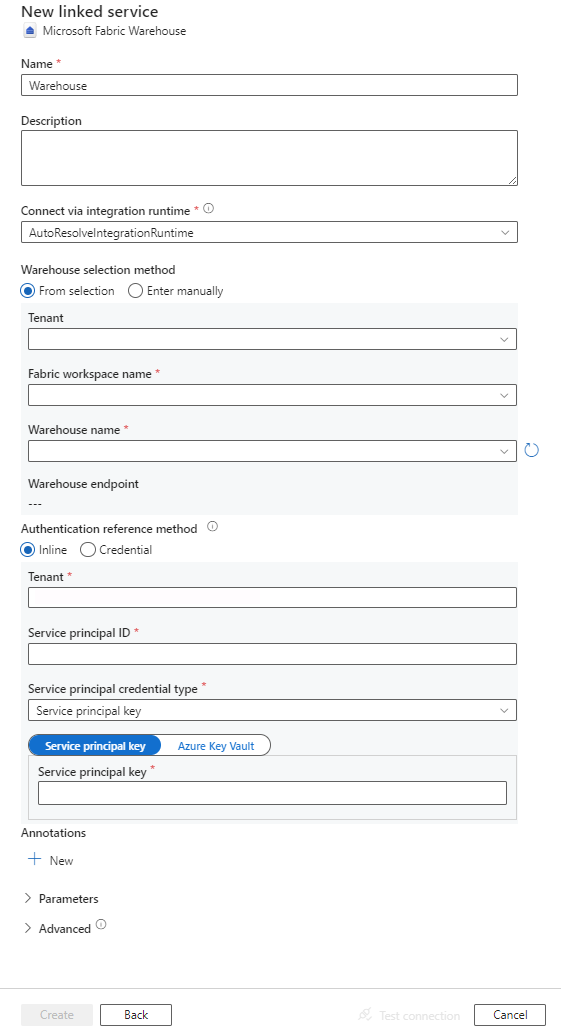 New linked service
Microsoft Fabric Warehouse
Name *
Warehouse
Description
Connect via integration runtime *
AutoResolveIntegrationRuntime
Warehouse selection method
From selection Enter manually
Tenant
Fabric workspace name *
Warehouse name *
Warehouse endpoint
---
Authentication reference method
Inline Credential
Tenant *
Service principal ID *
Service principal credential type *
Service principal key
Service principal key Azure Key Vault
Service principal key *
Annotations
New
Parameters
Advanced
Create Back Test connection Cancel